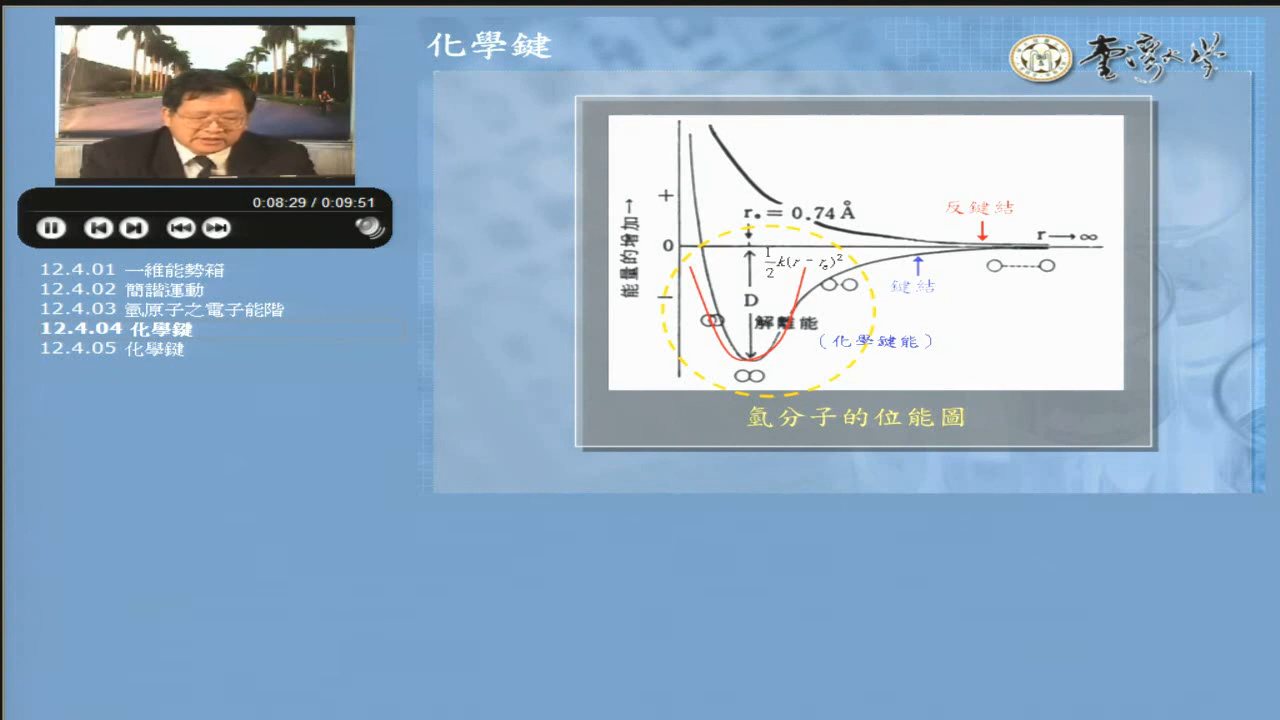 化學鍵
臺灣大學
0:08:29 / 0:09:51
12.4.01 一維能勢箱
12.4.02 簡諧運動
12.4.03 氫原子之電子能階
12.4.04 化學鍵
12.4.05 化學鍵
能量的增加→
+
0
−
r₀ = 0.74 Å
反鍵結
r→∞
½k(r − r₀)²
鍵結
D
解離能
(化學鍵能)
氫分子的位能圖